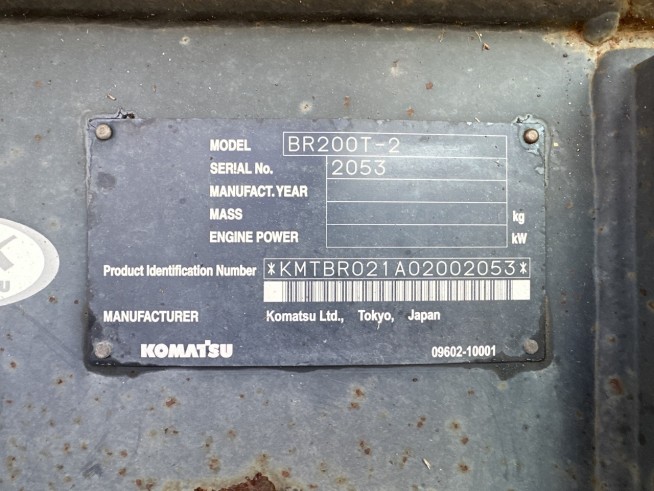 MODEL BR200T-2
SERIAL No. 2053
MANUFACT.YEAR
MASS kg
ENGINE POWER kW
Product Identification Number *KMTBR021A02002053*
MANUFACTURER Komatsu Ltd., Tokyo, Japan
KOMATSU 09602-10001